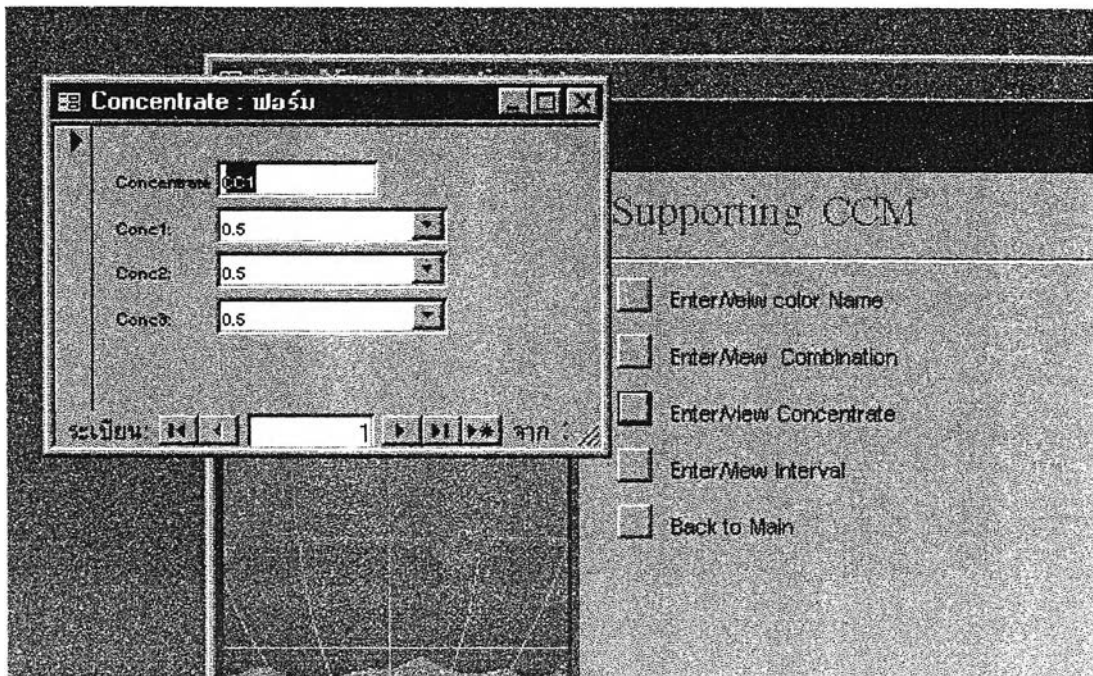 Concentrate : ฟอร์ม
Concentrate CC1
Conc1: 0.5
Conc2: 0.5
Conc3: 0.5
ระเบียน: 1 จาก :
Supporting CCM
Enter/Veiw color Name
Enter/View Combination
Enter/view Concentrate
Enter/View Interval
Back to Main